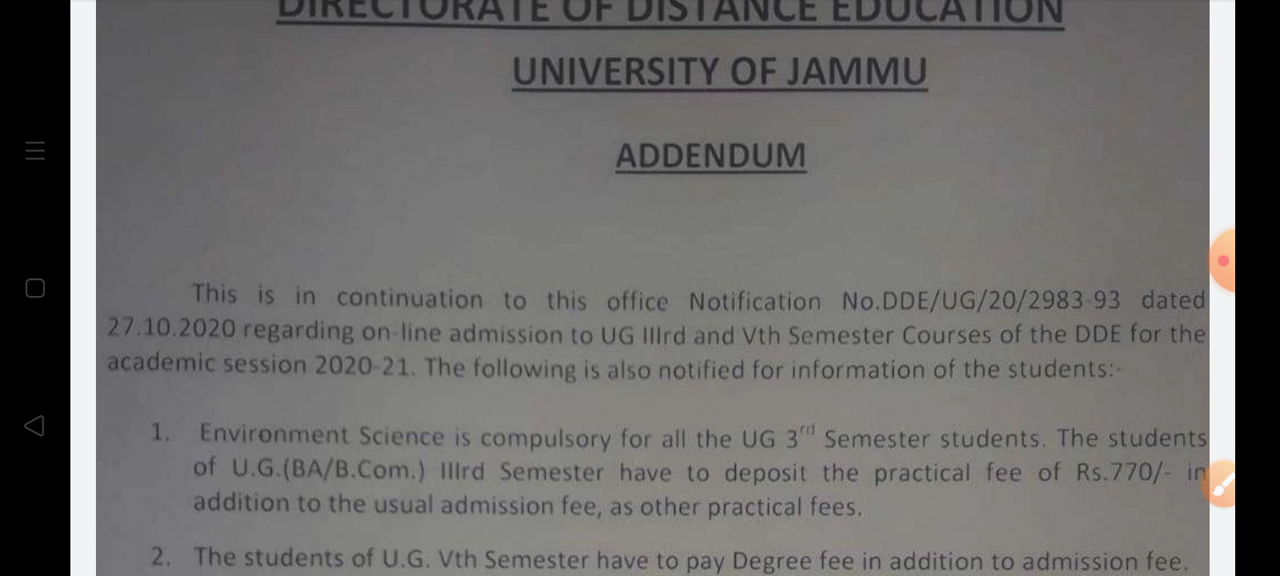 DIRECTORATE OF DISTANCE EDUCATION
UNIVERSITY OF JAMMU
ADDENDUM
This is in continuation to this office Notification No.DDE/UG/20/2983-93 dated
27.10.2020 regarding on-line admission to UG IIIrd and Vth Semester Courses of the DDE for the
academic session 2020-21. The following is also notified for information of the students:-
1. Environment Science is compulsory for all the UG 3rd Semester students. The students
of U.G.(BA/B.Com.) IIIrd Semester have to deposit the practical fee of Rs.770/- in
addition to the usual admission fee, as other practical fees.
2. The students of U.G. Vth Semester have to pay Degree fee in addition to admission fee.